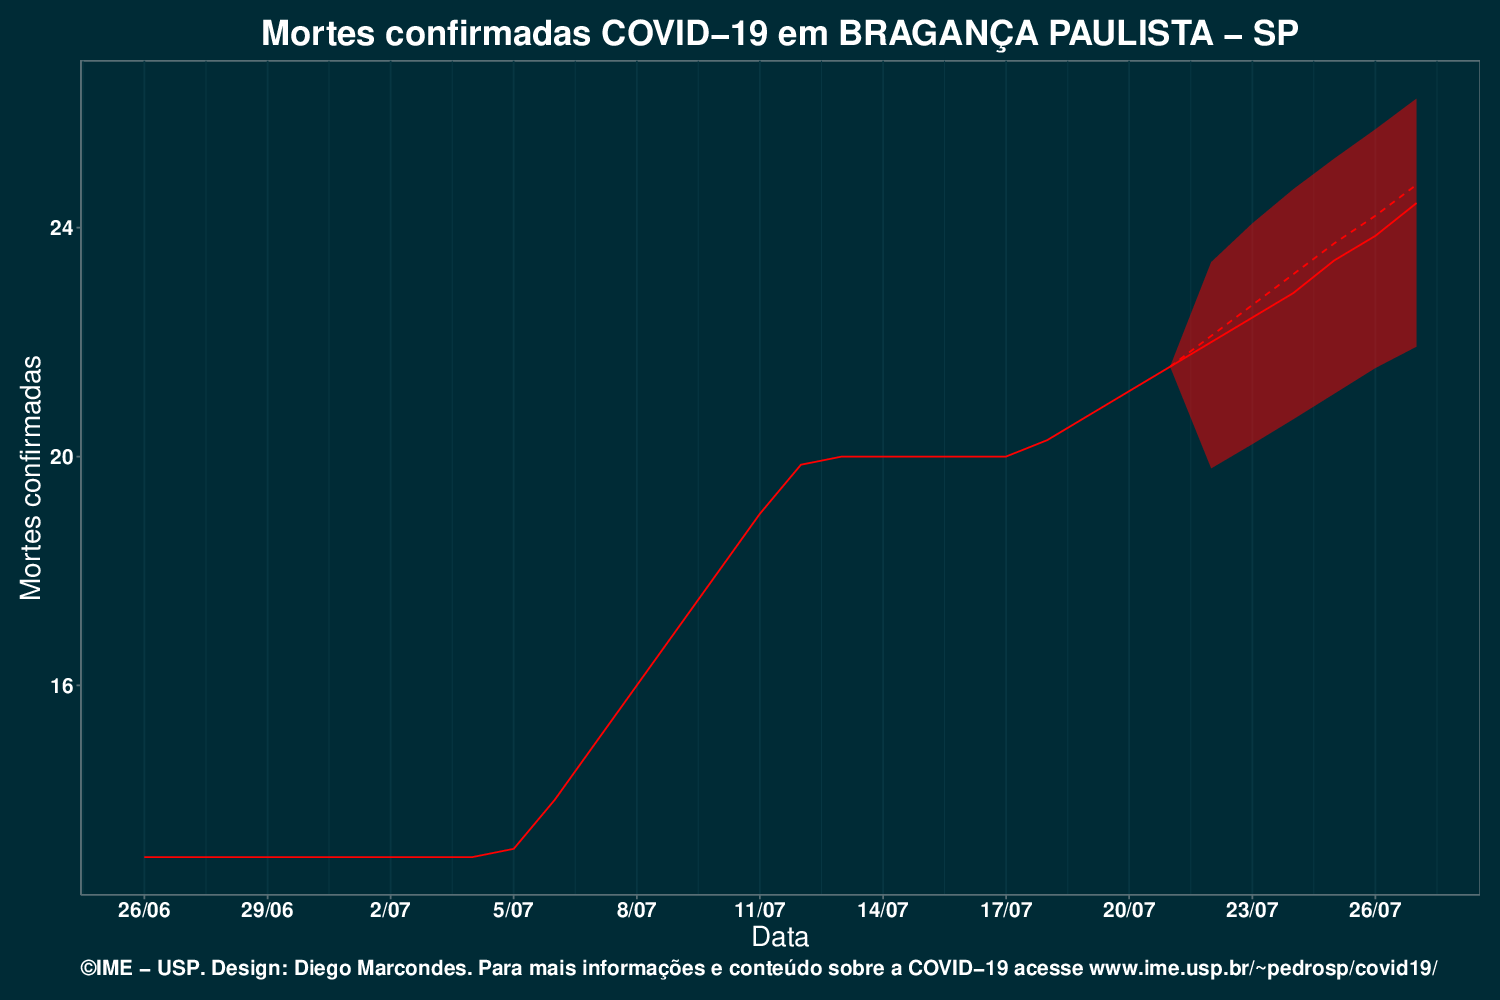 Mortes confirmadas COVID−19 em BRAGANÇA PAULISTA − SP
Mortes confirmadas
24
20
16
26/06 29/06 2/07 5/07 8/07 11/07 14/07 17/07 20/07 23/07 26/07
Data
©IME − USP. Design: Diego Marcondes. Para mais informações e conteúdo sobre a COVID−19 acesse www.ime.usp.br/~pedrosp/covid19/